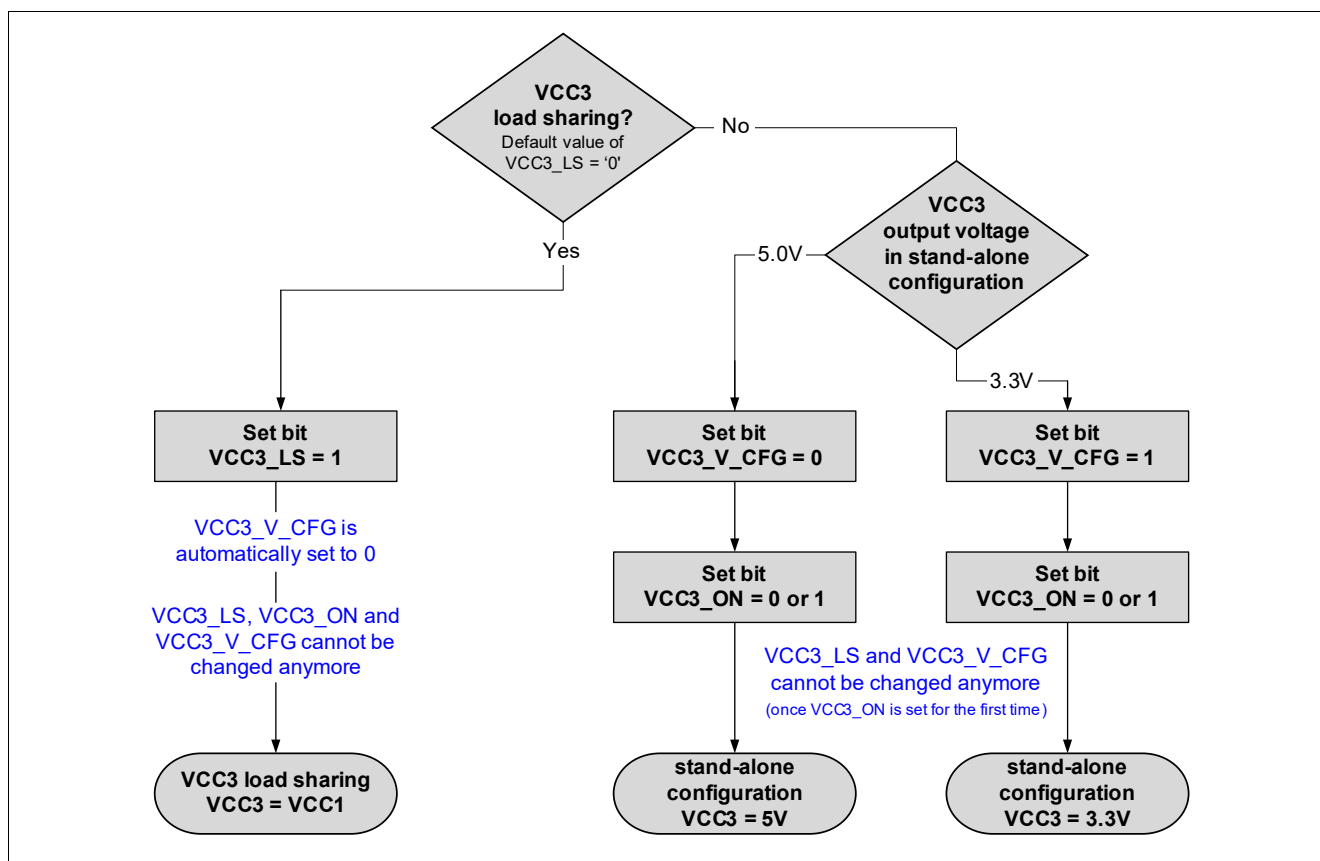 VCC3
load sharing?
Default value of
VCC3_LS = ‘0'
No
Yes
VCC3
output voltage
in stand-alone
configuration
5.0V
3.3V
Set bit
VCC3_LS = 1
Set bit
VCC3_V_CFG = 0
Set bit
VCC3_V_CFG = 1
VCC3_V_CFG is
automatically set to 0
Set bit
VCC3_ON = 0 or 1
Set bit
VCC3_ON = 0 or 1
VCC3_LS, VCC3_ON and
VCC3_V_CFG cannot be
changed anymore
VCC3_LS and VCC3_V_CFG
cannot be changed anymore
(once VCC3_ON is set for the first time)
VCC3 load sharing
VCC3 = VCC1
stand-alone
configuration
VCC3 = 5V
stand-alone
configuration
VCC3 = 3.3V